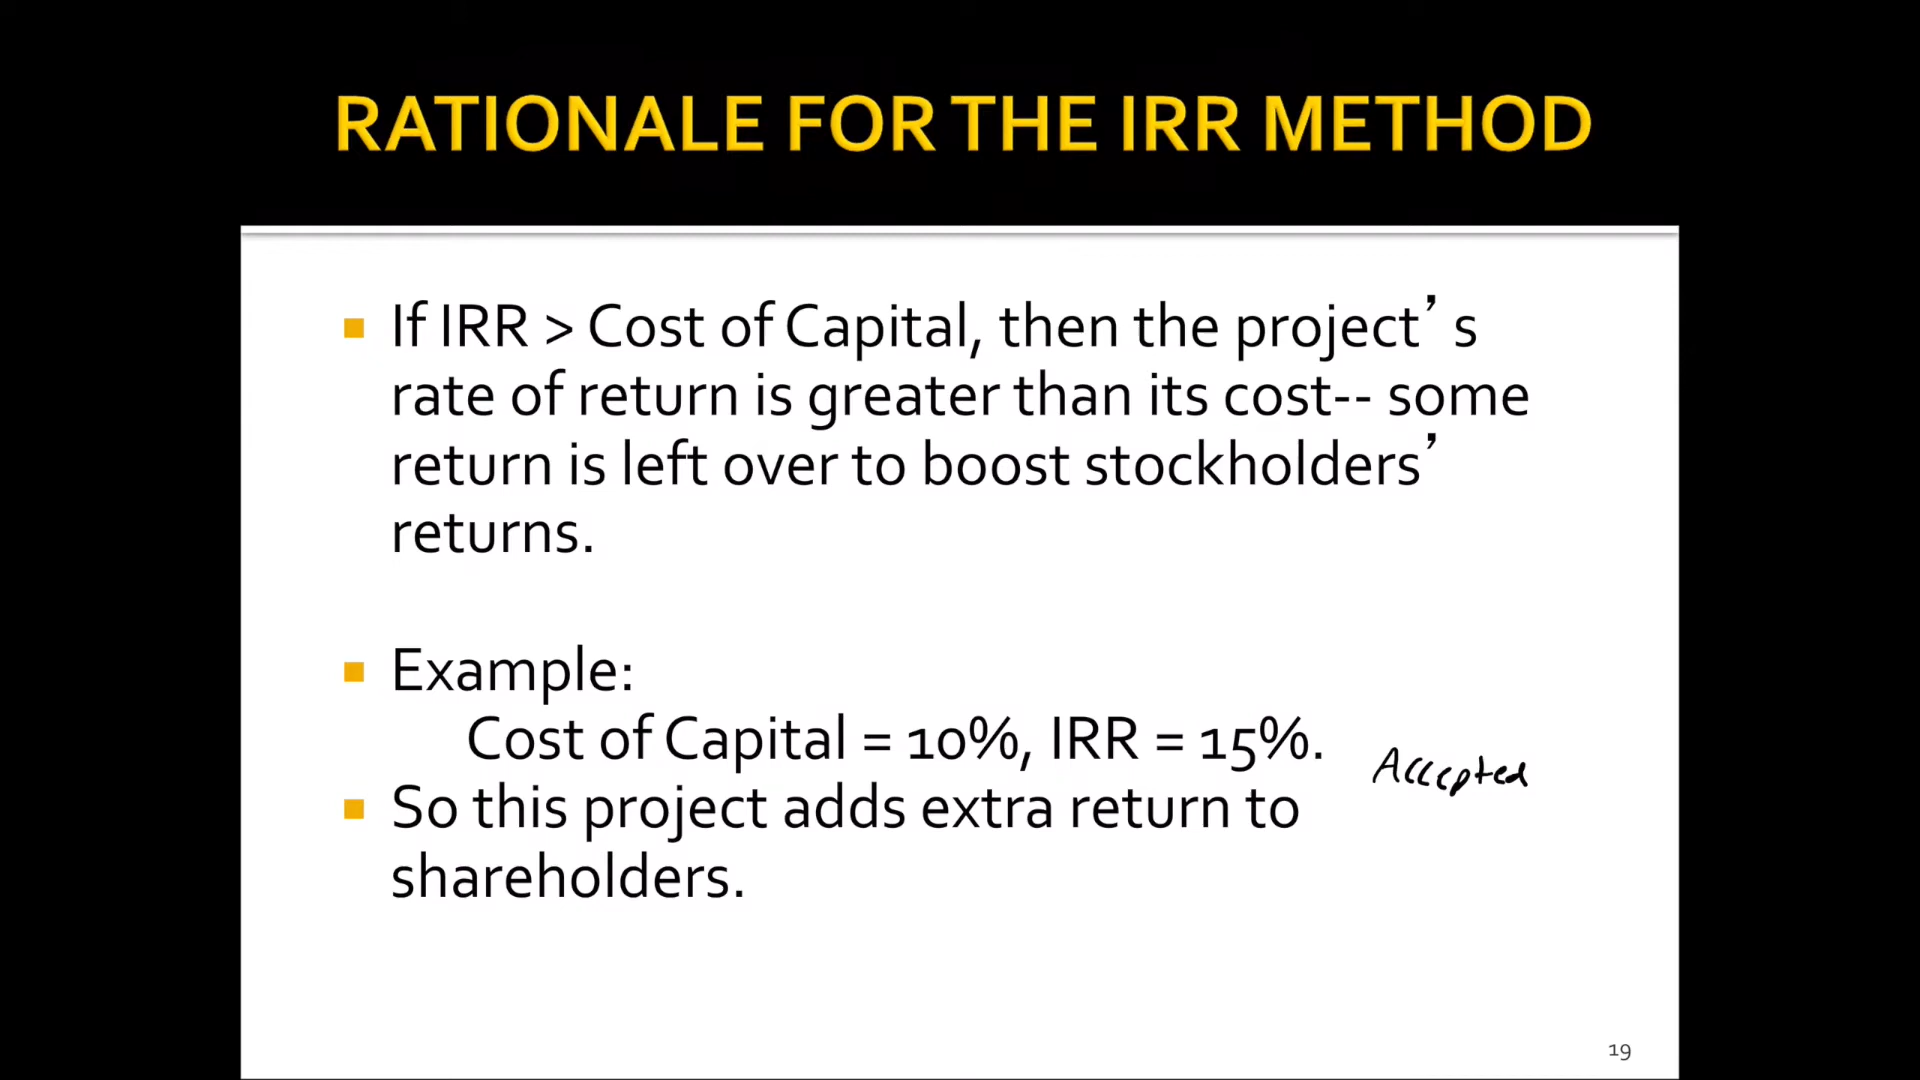 RATIONALE FOR THE IRR METHOD
If IRR > Cost of Capital, then the project’s
rate of return is greater than its cost-- some
return is left over to boost stockholders’
returns.
Example:
Cost of Capital = 10%, IRR = 15%.
Accepted
So this project adds extra return to
shareholders.
19